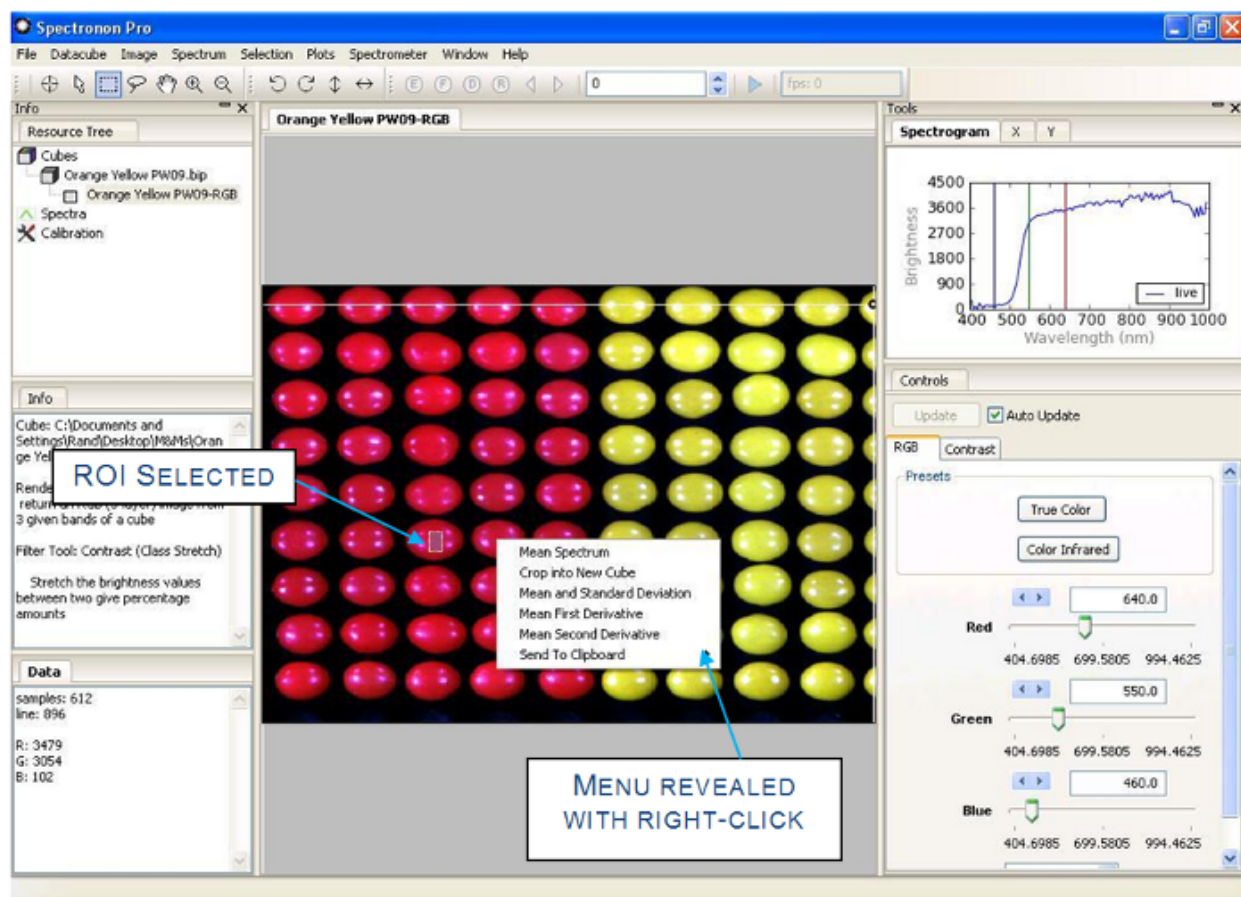 Spectronon Pro
File Datacube Image Spectrum Selection Plots Spectrometer Window Help
E F D R 0 fps: 0
Info
Resource Tree
Cubes
Orange Yellow PW09.bip
Orange Yellow PW09-RGB
Spectra
Calibration
Info
Cube: C:\Documents and
Settings\Rand\Desktop\M&Ms\Oran
ge Yel
Rende
3 given bands of a cube
Filter Tool: Contrast (Class Stretch)
Stretch the brightness values
between two give percentage
amounts
Data
samples: 612
line: 896
R: 3479
G: 3054
B: 102
Orange Yellow PW09-RGB
ROI SELECTED
Mean Spectrum
Crop into New Cube
Mean and Standard Deviation
Mean First Derivative
Mean Second Derivative
Send To Clipboard
MENU REVEALED
WITH RIGHT-CLICK
Tools
Spectrogram X Y
Brightness
4500
3600
2700
1800
900
0
live
400 500 600 700 800 900 1000
Wavelength (nm)
Controls
Update Auto Update
RGB Contrast
Presets
True Color
Color Infrared
640.0
Red
404.6985 699.5805 994.4625
550.0
Green
404.6985 699.5805 994.4625
460.0
Blue
404.6985 699.5805 994.4625